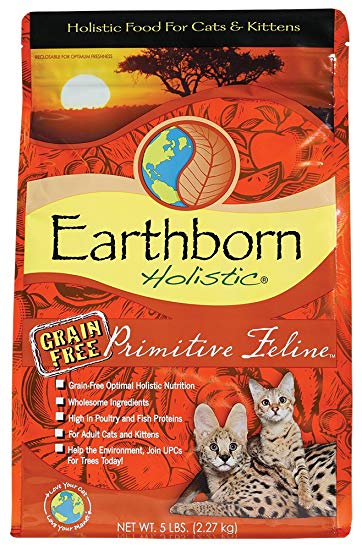 Holistic Food For Cats & Kittens
RECLOSABLE FOR OPTIMUM FRESHNESS
Earthborn
Holistic®
GRAIN
FREE
Primitive Feline™
Grain-Free Optimal Holistic Nutrition
Wholesome Ingredients
High in Poultry and Fish Proteins
For Adult Cats and Kittens
Help the Environment, Join UPCs
For Trees Today!
Love Your Cat
Love Your Planet
NET WT. 5 LBS. (2.27 kg)